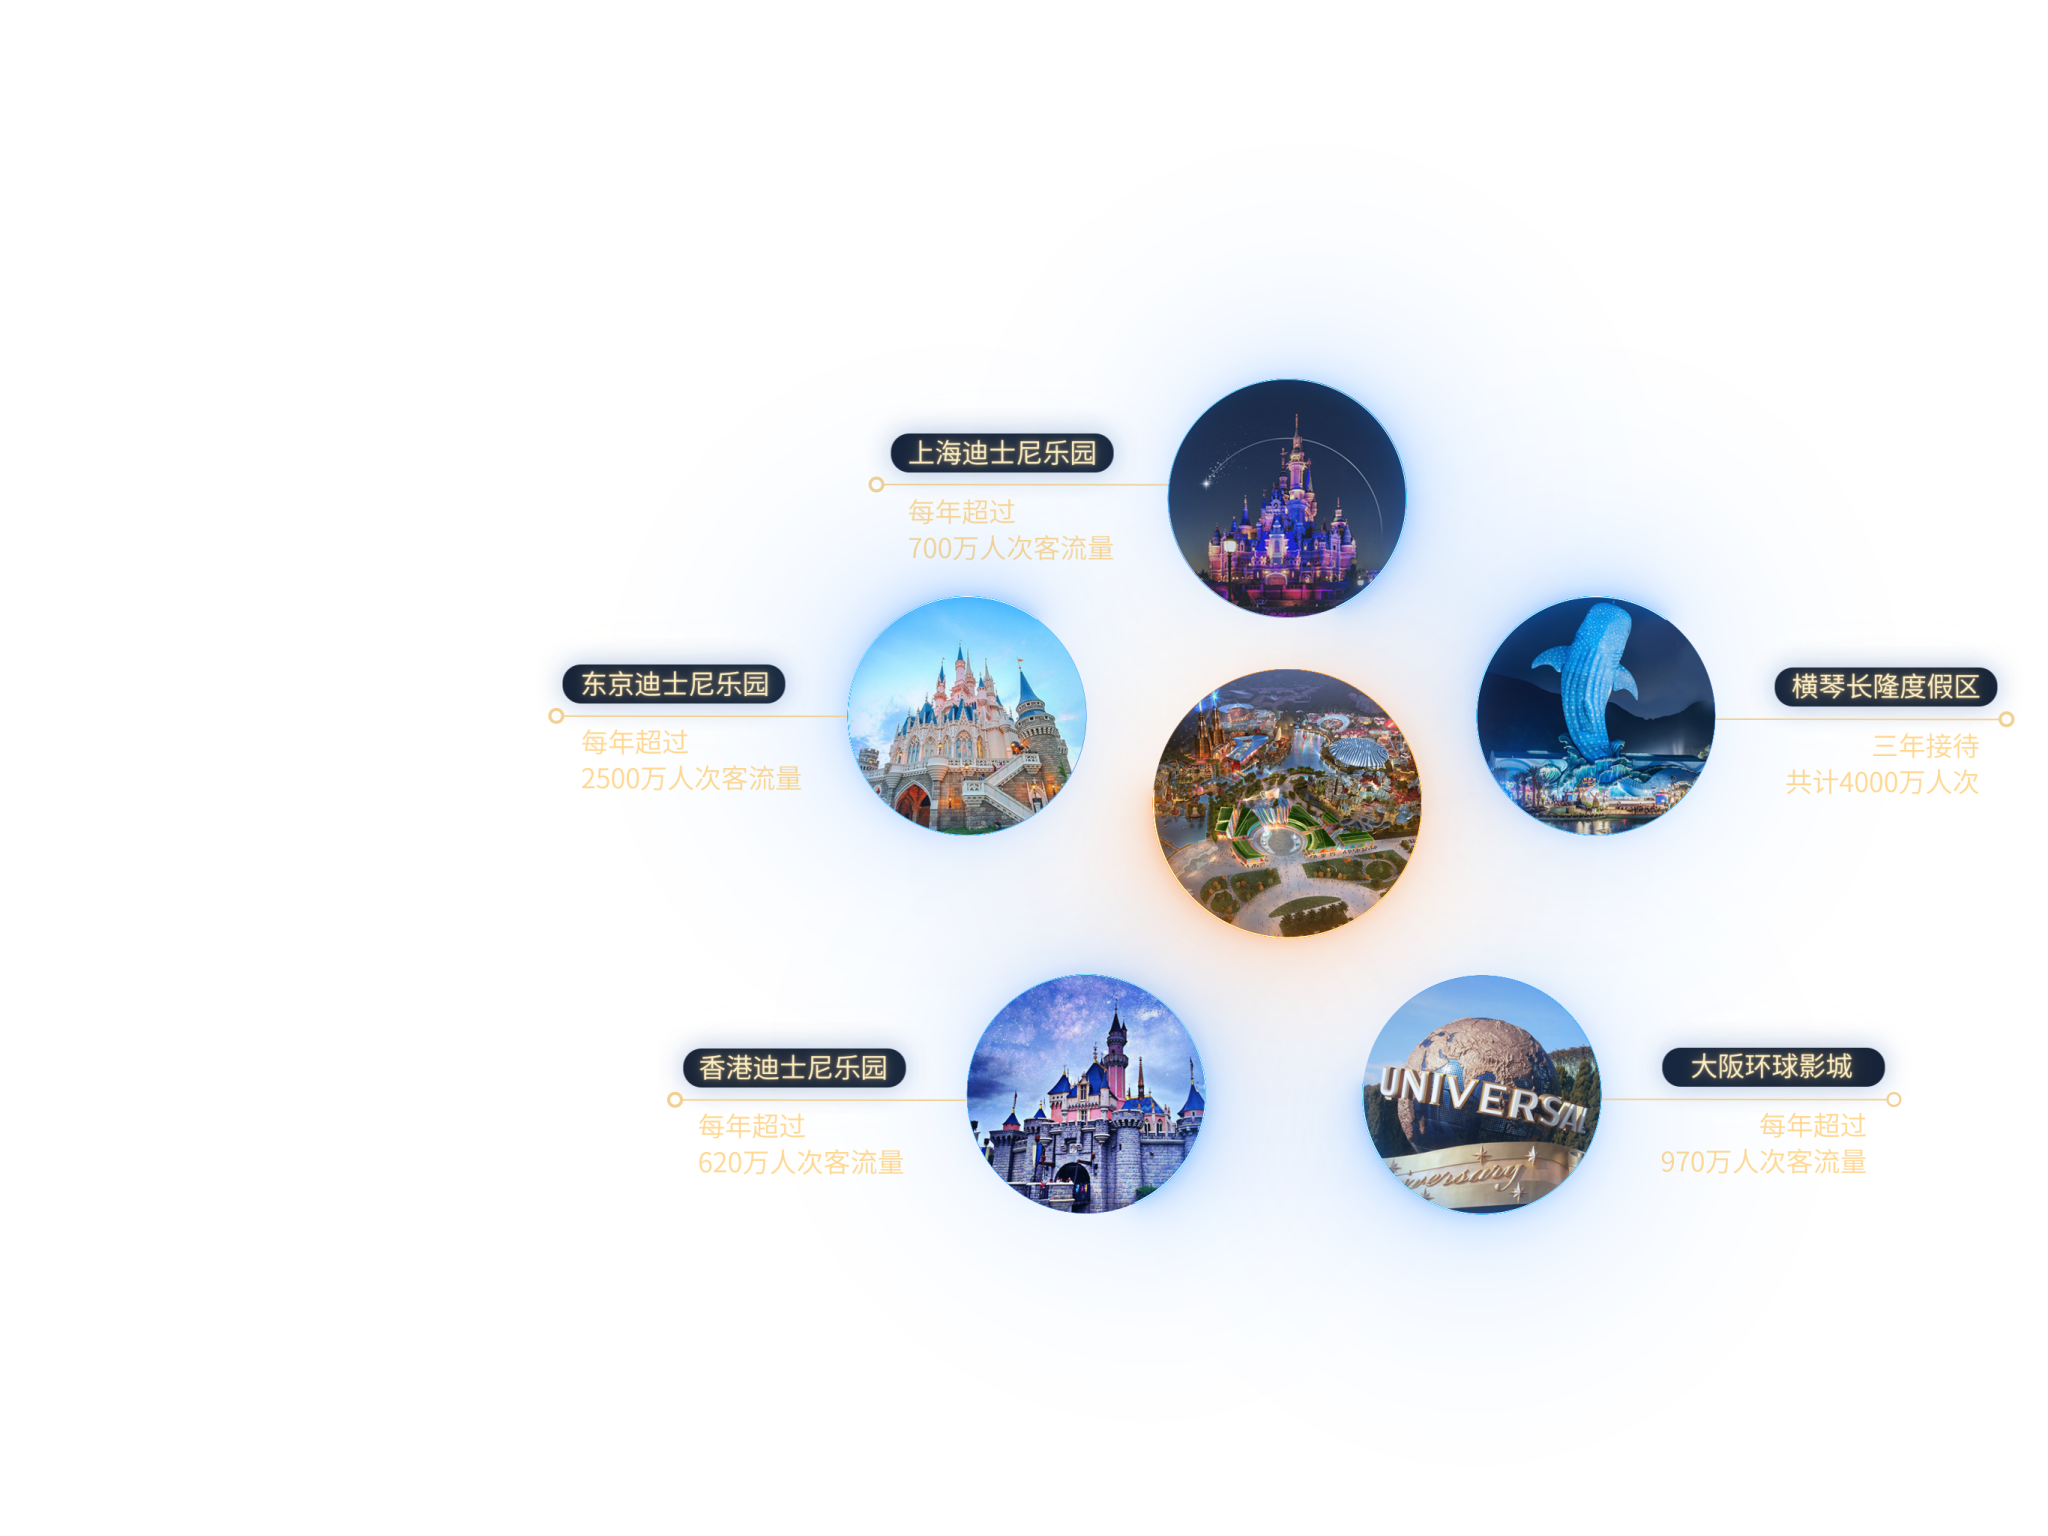 上海迪士尼乐园
每年超过
700万人次客流量
东京迪士尼乐园
每年超过
2500万人次客流量
横琴长隆度假区
三年接待
共计4000万人次
香港迪士尼乐园
每年超过
620万人次客流量
UNIVERSAL
iversary
大阪环球影城
每年超过
970万人次客流量